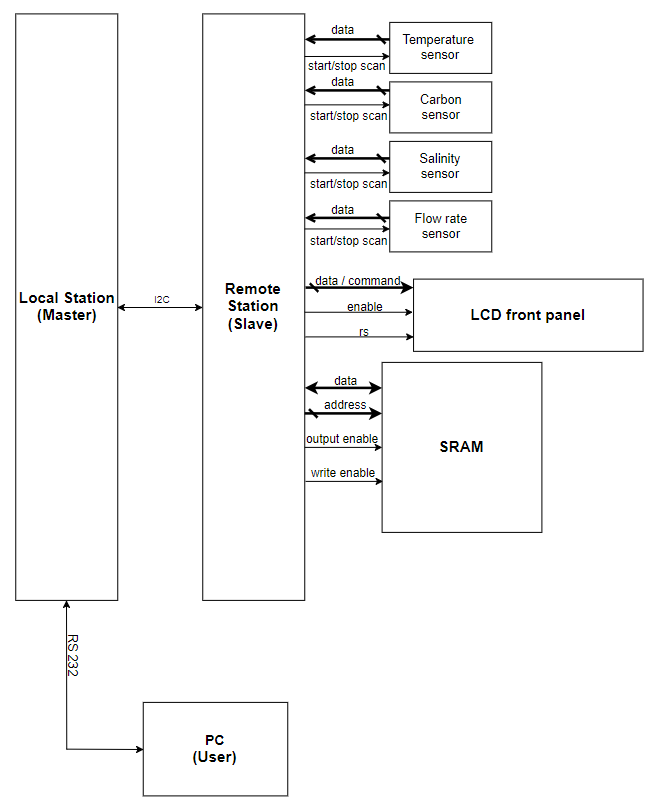 data
Temperature
sensor
start/stop scan
data
Carbon
sensor
start/stop scan
data
Salinity
sensor
start/stop scan
data
Flow rate
sensor
start/stop scan
Local Station
(Master)
I2C
Remote
Station
(Slave)
data / command
enable
rs
LCD front panel
data
address
output enable
write enable
SRAM
RS 232
PC
(User)